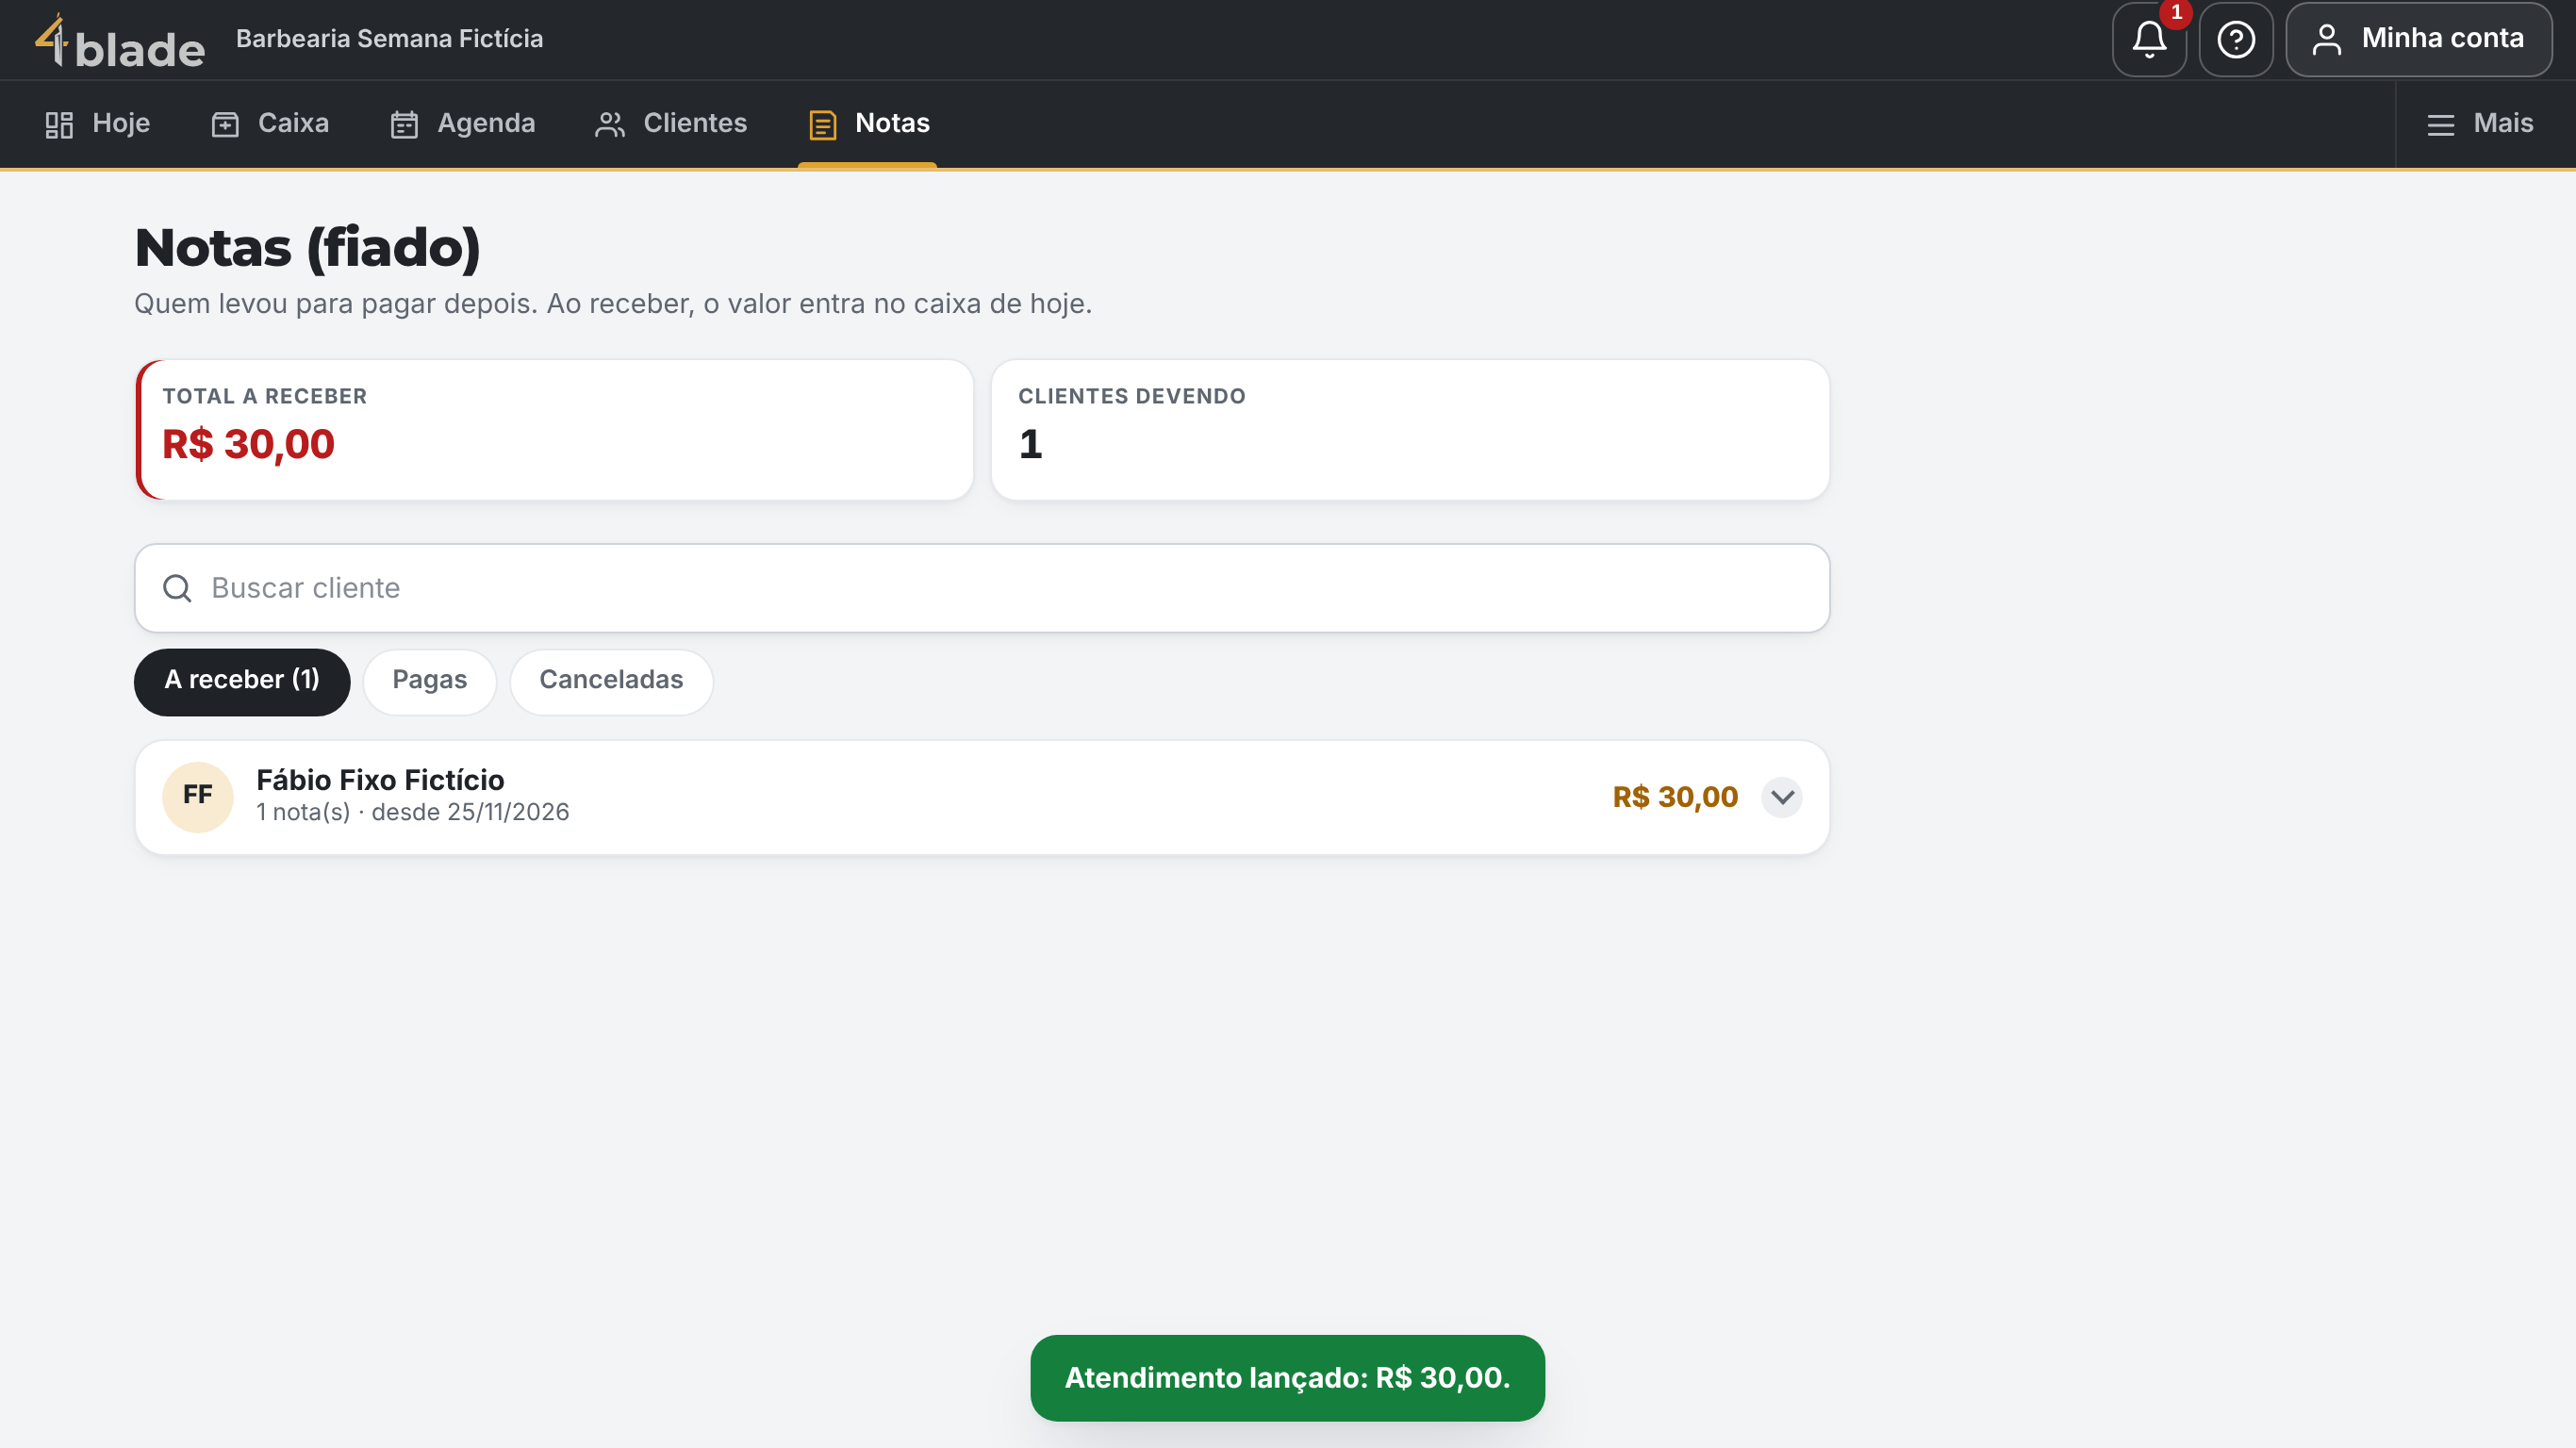 4blade
Barbearia Semana Fictícia
1
Minha conta
Hoje
Caixa
Agenda
Clientes
Notas
Mais
Notas (fiado)
Quem levou para pagar depois. Ao receber, o valor entra no caixa de hoje.
TOTAL A RECEBER
R$ 30,00
CLIENTES DEVENDO
1
Buscar cliente
A receber (1)
Pagas
Canceladas
FF
Fábio Fixo Fictício
1 nota(s) · desde 25/11/2026
R$ 30,00
Atendimento lançado: R$ 30,00.